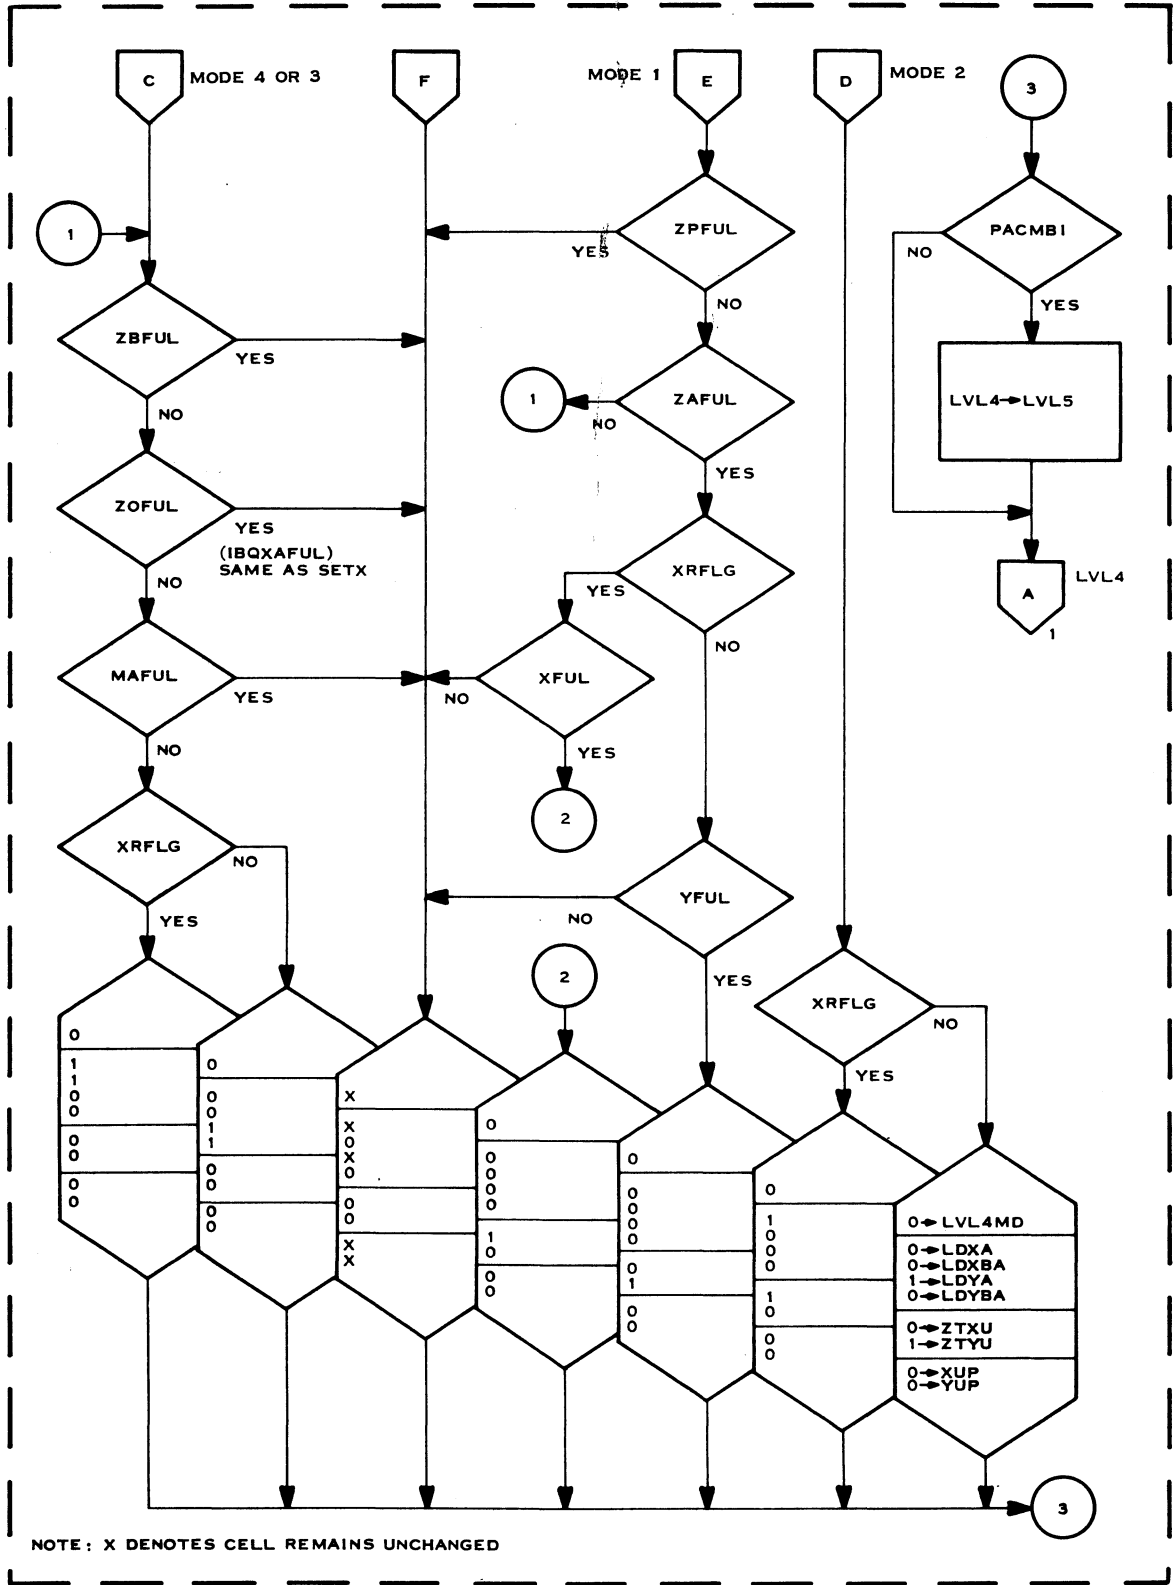 C MODE 4 OR 3
F
MODE 1 E
D MODE 2
3
1
ZPFUL
YES
NO
PACMB1
NO
YES
ZBFUL
YES
NO
1
ZAFUL
NO
YES
LVL4→LVL5
ZOFUL
YES
(IBQXAFUL)
SAME AS SETX
NO
XRFLG
YES
NO
A LVL4
1
MAFUL
YES
NO
XFUL
NO
YES
2
XRFLG
NO
YES
YFUL
NO
YES
2
XRFLG
NO
YES
0
1
1
0
0
0
0
0
0
0
0
0
1
1
0
0
0
0
X
X
0
X
0
0
0
X
X
0
0
0
0
0
1
0
0
0
0
0
0
0
0
0
1
0
0
0
1
0
0
0
1
0
0
0
0→LVL4MD
0→LDXA
0→LDXBA
1→LDYA
0→LDYBA
0→ZTXU
1→ZTYU
0→XUP
0→YUP
3
NOTE: X DENOTES CELL REMAINS UNCHANGED